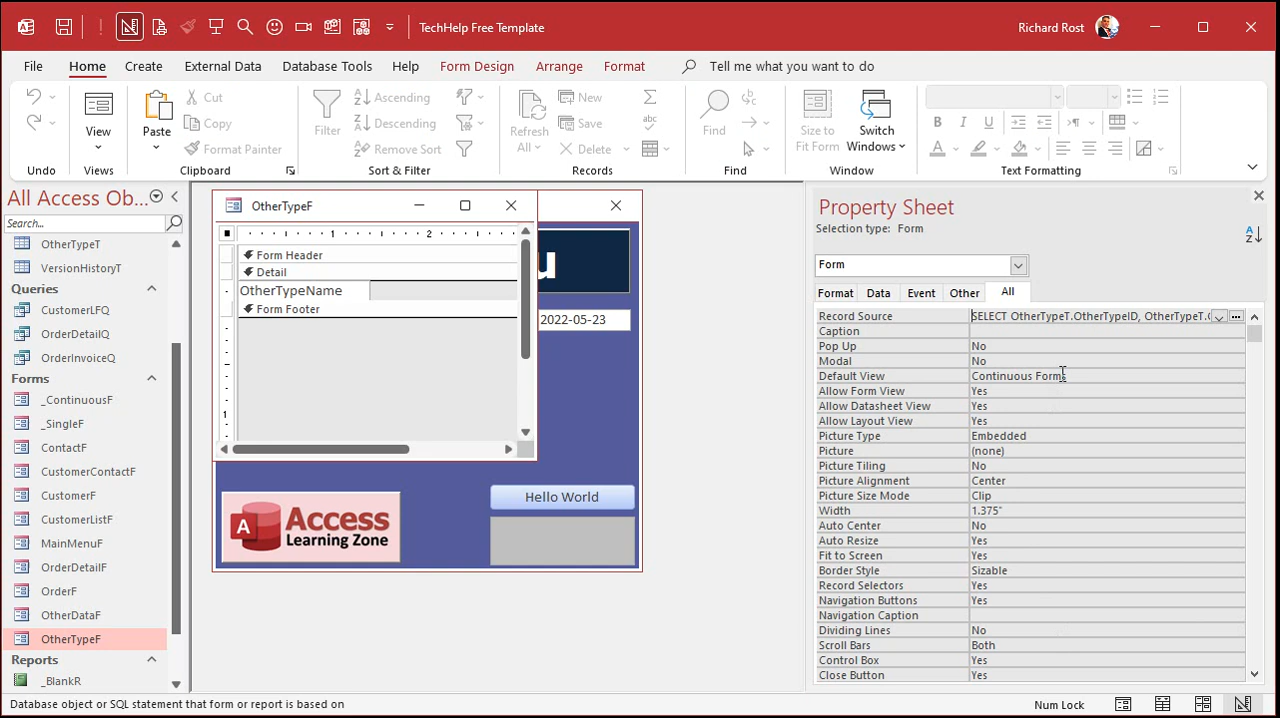 TechHelp Free Template
Richard Rost
File Home Create External Data Database Tools Help Form Design Arrange Format Tell me what you want to do
Undo
View
Views
Paste
Cut
Copy
Format Painter
Clipboard
Filter
Ascending
Descending
Remove Sort
Sort & Filter
Refresh
All
New
Save
Delete
Records
Find
Find
Size to
Fit Form
Switch
Windows
Window
B I U
A
Text Formatting
All Access Ob...
Search...
OtherTypeT
VersionHistoryT
Queries
CustomerLFQ
OrderDetailQ
OrderInvoiceQ
Forms
_ContinuousF
_SingleF
ContactF
CustomerContactF
CustomerF
CustomerListF
MainMenuF
OrderDetailF
OrderF
OtherDataF
OtherTypeF
Reports
_BlankR
OtherTypeF
1 2
Form Header
Detail
OtherTypeName
Form Footer
1
u
2022-05-23
Hello World
A Access
Learning Zone
Property Sheet
Selection type: Form
Form
Format Data Event Other All
Record Source SELECT OtherTypeT.OtherTypeID, OtherTypeT.
Caption
Pop Up No
Modal No
Default View Continuous Forms
Allow Form View Yes
Allow Datasheet View Yes
Allow Layout View Yes
Picture Type Embedded
Picture (none)
Picture Tiling No
Picture Alignment Center
Picture Size Mode Clip
Width 1.375"
Auto Center No
Auto Resize Yes
Fit to Screen Yes
Border Style Sizable
Record Selectors Yes
Navigation Buttons Yes
Navigation Caption
Dividing Lines No
Scroll Bars Both
Control Box Yes
Close Button Yes
Database object or SQL statement that form or report is based on
Num Lock